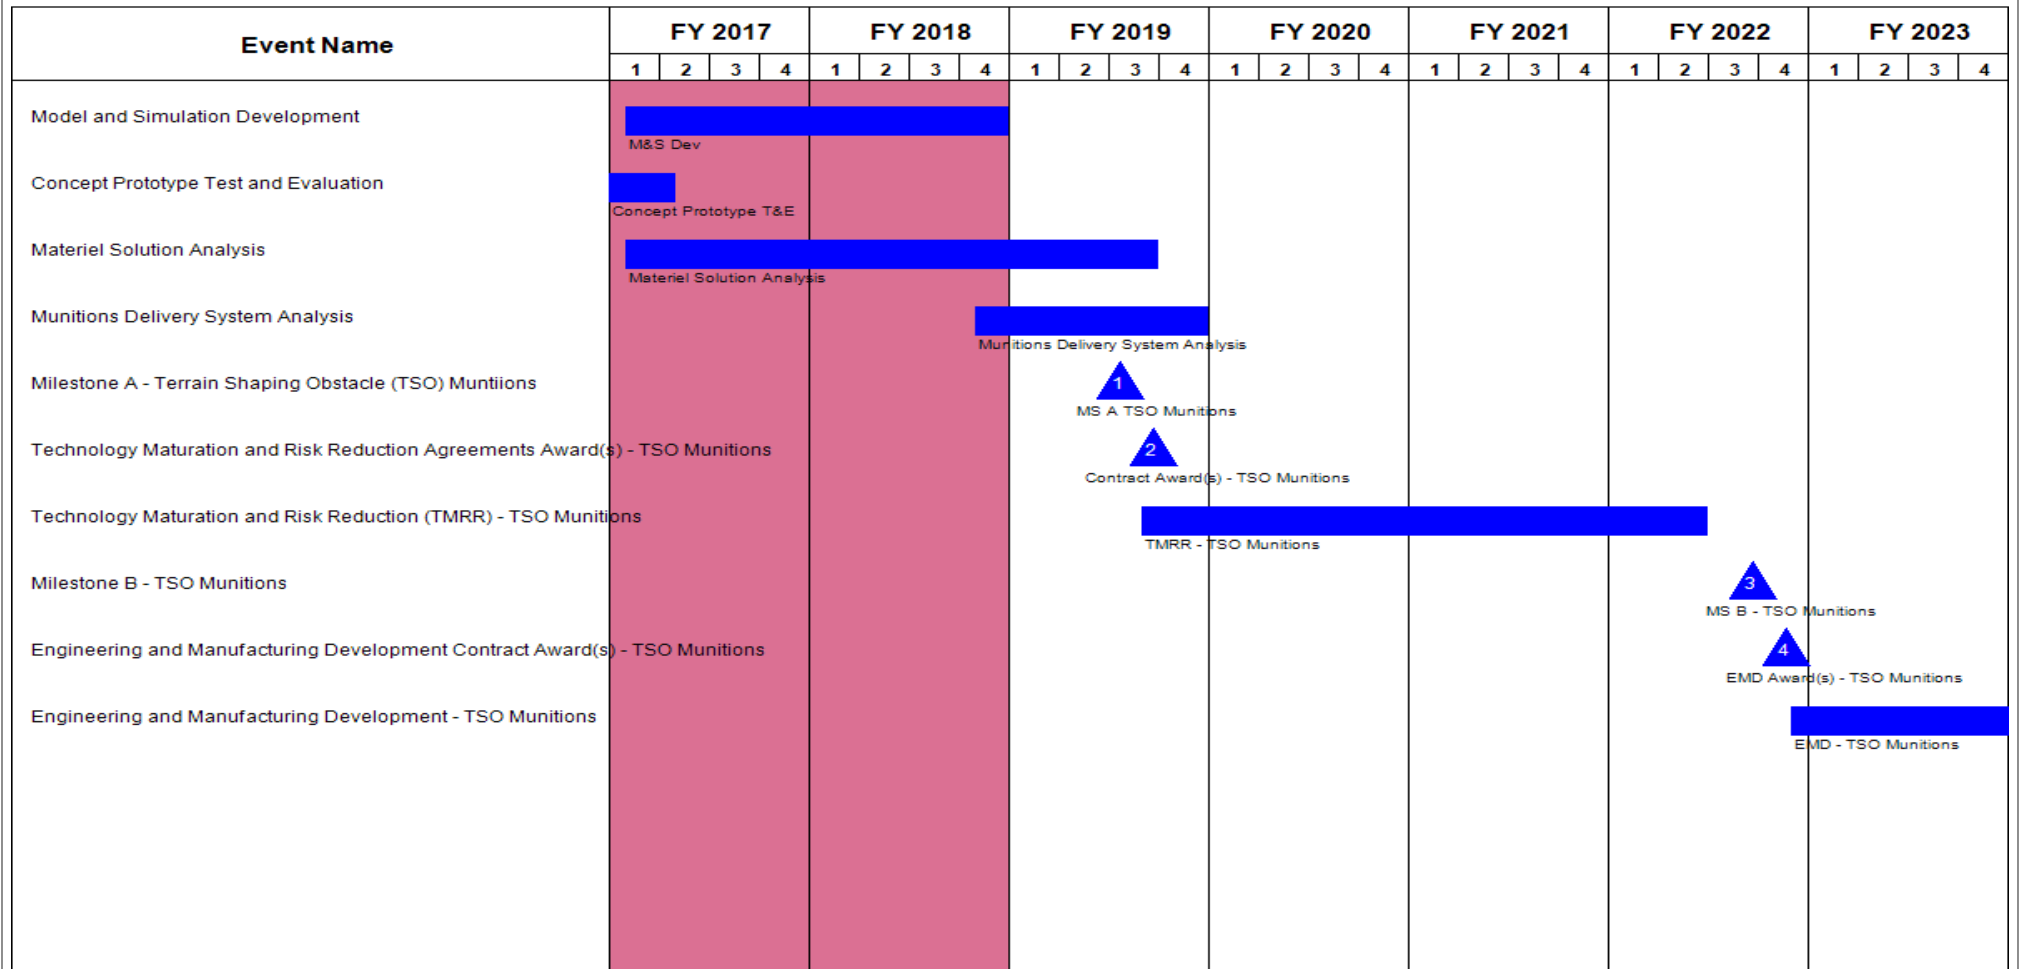 Event Name
FY 2017 FY 2018 FY 2019 FY 2020 FY 2021 FY 2022 FY 2023
1 2 3 4 1 2 3 4 1 2 3 4 1 2 3 4 1 2 3 4 1 2 3 4 1 2 3 4
Model and Simulation Development
M&S Dev
Concept Prototype Test and Evaluation
Concept Prototype T&E
Materiel Solution Analysis
Materiel Solution Analysis
Munitions Delivery System Analysis
Munitions Delivery System Analysis
Milestone A - Terrain Shaping Obstacle (TSO) Muntiions
1
MS A TSO Munitions
Technology Maturation and Risk Reduction Agreements Award(s) - TSO Munitions
2
Contract Award(s) - TSO Munitions
Technology Maturation and Risk Reduction (TMRR) - TSO Munitions
TMRR - TSO Munitions
Milestone B - TSO Munitions
3
MS B - TSO Munitions
Engineering and Manufacturing Development Contract Award(s) - TSO Munitions
4
EMD Award(s) - TSO Munitions
Engineering and Manufacturing Development - TSO Munitions
EMD - TSO Munitions